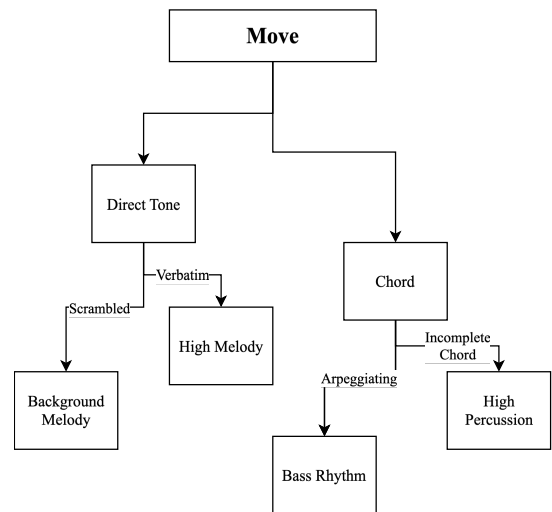 Move
Direct Tone
Verbatim
Scrambled
High Melody
Background
Melody
Chord
Incomplete
Chord
Arpeggiating
High
Percussion
Bass Rhythm